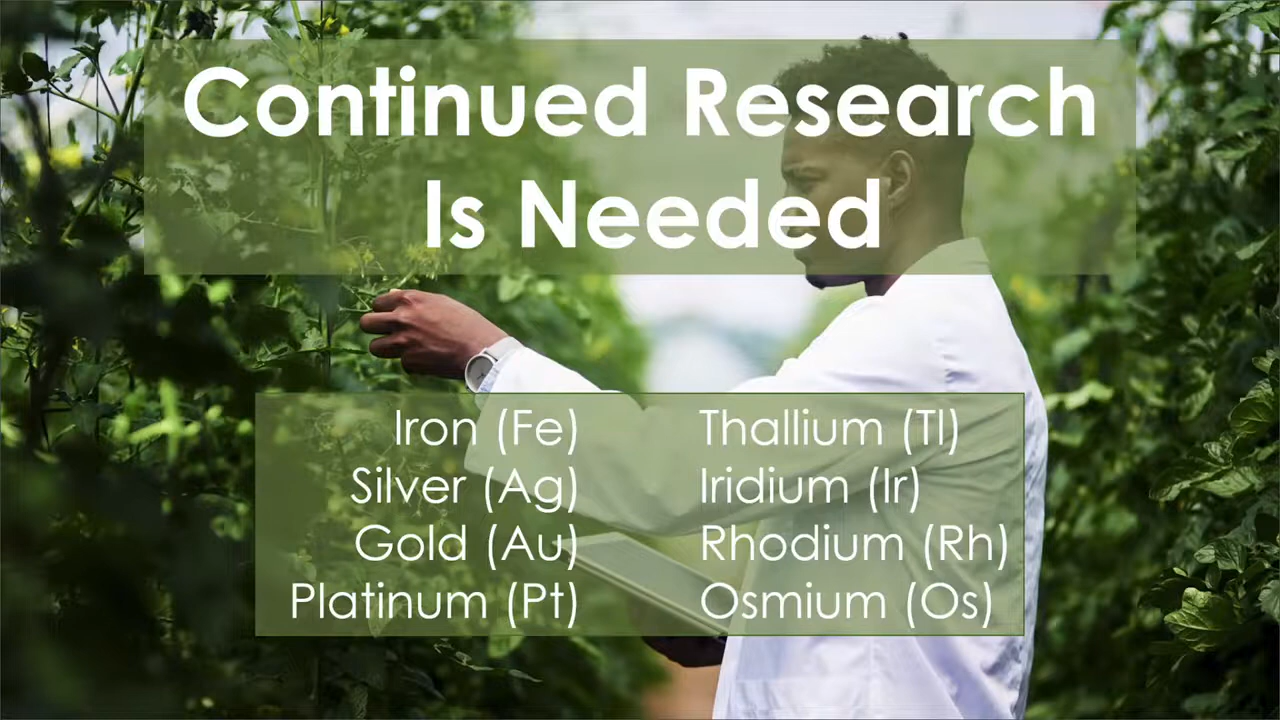 Continued Research
Is Needed
Iron (Fe)
Silver (Ag)
Gold (Au)
Platinum (Pt)
Thallium (Tl)
Iridium (Ir)
Rhodium (Rh)
Osmium (Os)